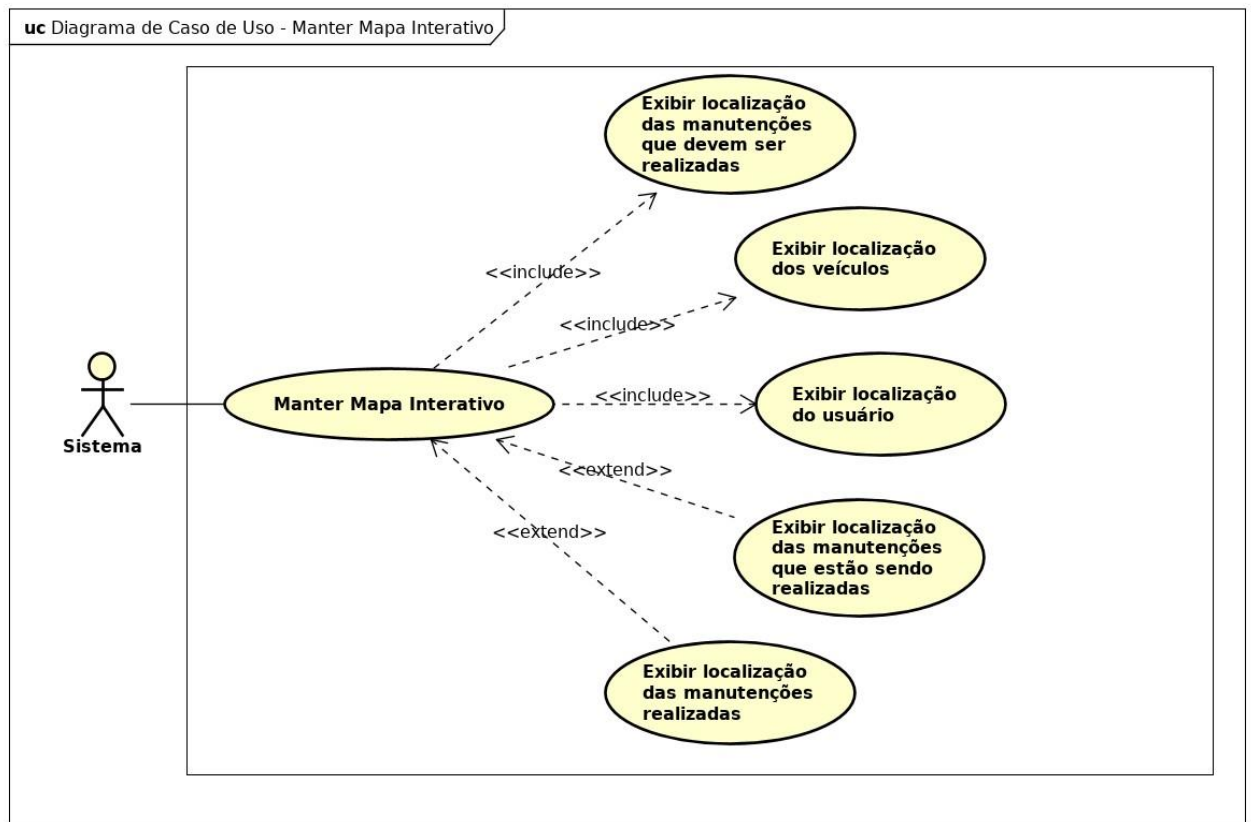 uc Diagrama de Caso de Uso - Manter Mapa Interativo
Exibir localização
das manutenções
que devem ser
realizadas
Exibir localização
dos veículos
<<include>>
<<include>>
<<include>>
Exibir localização
do usuário
Manter Mapa Interativo
Sistema
<<extend>>
<<extend>>
Exibir localização
das manutenções
que estão sendo
realizadas
Exibir localização
das manutenções
realizadas